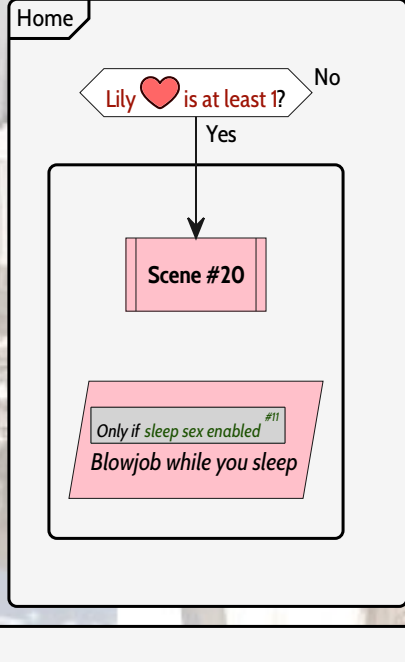 Home
Lily ❤ is at least 1?
No
Yes
Scene #20
#11
Only if sleep sex enabled
Blowjob while you sleep